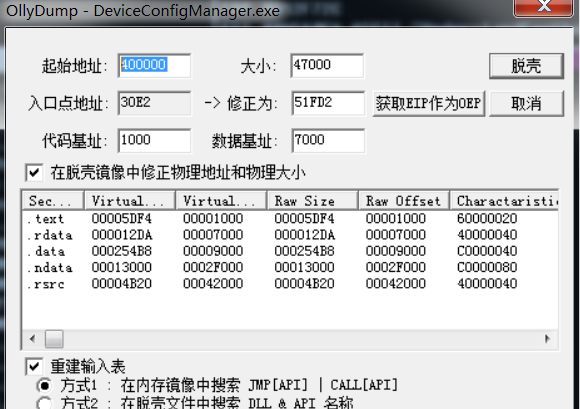 OllyDump - DeviceConfigManager.exe
起始地址: 400000 大小: 47000 脱壳
入口点地址: 30E2 -> 修正为: 51FD2 获取EIP作为OEP 取消
代码基址: 1000 数据基址: 7000
在脱壳镜像中修正物理地址和物理大小
Sec... Virtual... Virtual... Raw Size Raw Offset Charactaristic
.text 00005DF4 00001000 00005DF4 00001000 60000020
.rdata 000012DA 00007000 000012DA 00007000 40000040
.data 000254B8 00009000 000254B8 00009000 C0000040
.ndata 00013000 0002F000 00013000 0002F000 C0000080
.rsrc 00004B20 00042000 00004B20 00042000 40000040
重建输入表
方式1 : 在内存镜像中搜索 JMP[API] | CALL[API]
方式2 : 在脱壳文件中搜索 DLL & API 名称